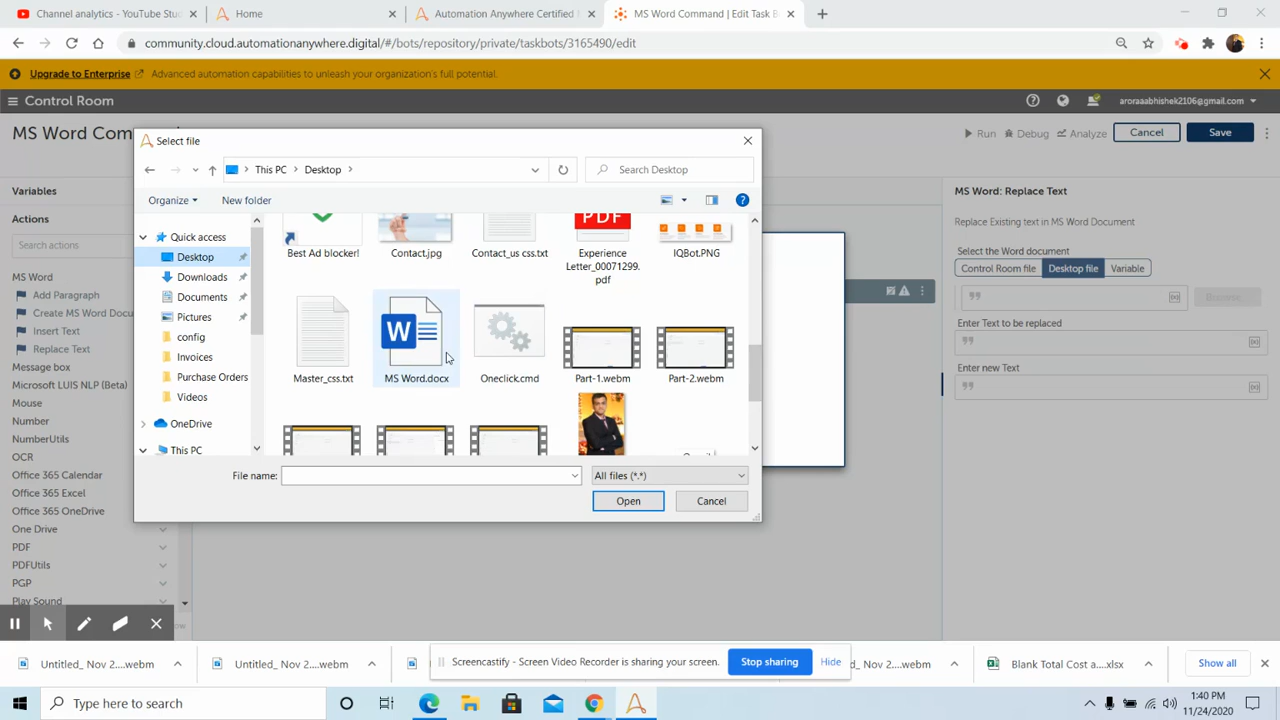 Channel analytics - YouTube Stud
Home
Automation Anywhere Certified
MS Word Command | Edit Task B
community.cloud.automationanywhere.digital/#/bots/repository/private/taskbots/3165490/edit
Upgrade to Enterprise
Advanced automation capabilities to unleash your organization's full potential.
Control Room
aroraabhishek2106@gmail.com
MS Word Comma
Run
Debug
Analyze
Cancel
Save
Variables
Actions
Search actions
MS Word
Add Paragraph
Create MS Word Docu
Insert Text
Replace Text
Message box
Microsoft LUIS NLP (Beta)
Mouse
Number
NumberUtils
OCR
Office 365 Calendar
Office 365 Excel
Office 365 OneDrive
One Drive
PDF
PDFUtils
PGP
Play Sound
Select file
This PC
Desktop
Search Desktop
Organize
New folder
Quick access
Desktop
Downloads
Documents
Pictures
config
Invoices
Purchase Orders
Videos
OneDrive
This PC
PDF
Best Ad blocker!
Contact.jpg
Contact_us css.txt
Experience
Letter_00071299.
pdf
IQBot.PNG
W
Master_css.txt
MS Word.docx
Oneclick.cmd
Part-1.webm
Part-2.webm
File name:
All files (*.*)
Open
Cancel
MS Word: Replace Text
Replace Existing text in MS Word Document
Select the Word document
Control Room file
Desktop file
Variable
Browse...
Enter Text to be replaced
Enter new Text
Untitled_ Nov 2....webm
Untitled_ Nov 2....webm
Screencastify - Screen Video Recorder is sharing your screen.
Stop sharing
Hide
d_ Nov 2....webm
Blank Total Cost a....xlsx
Show all
Type here to search
1:40 PM
11/24/2020